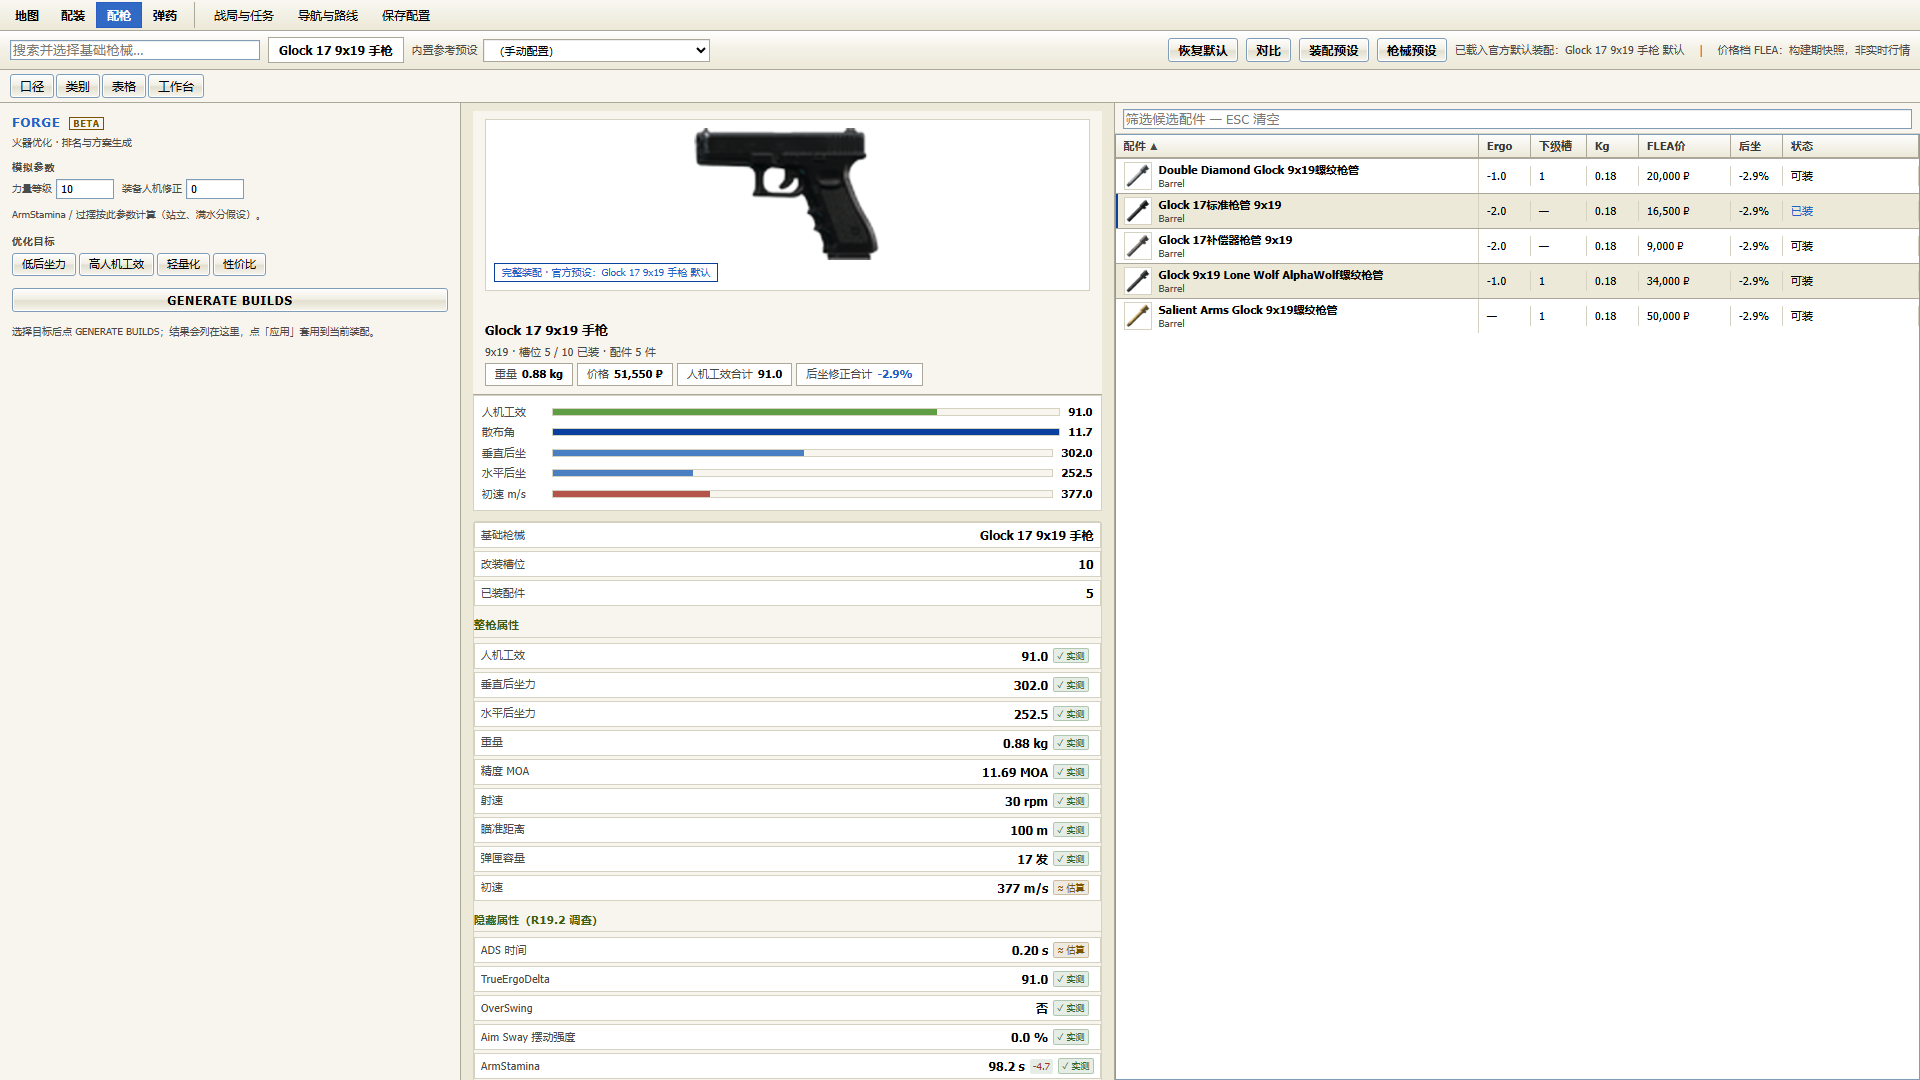 地图 配装 配枪 弹药 战局与任务 导航与路线 保存配置
搜索并选择基础枪械... Glock 17 9x19 手枪 内置参考预设 (手动配置) 恢复默认 对比 装配预设 枪械预设 已载入官方默认装配：Glock 17 9x19 手枪 默认 | 价格档 FLEA：构建期快照，非实时行情
口径 类别 表格 工作台
FORGE BETA
火器优化 · 排名与方案生成
模拟参数
力量等级 10 装备人机修正 0
ArmStamina / 过摆按此参数计算（站立、满水分假设）。
优化目标
低后坐力 高人机工效 轻量化 性价比
GENERATE BUILDS
选择目标后点 GENERATE BUILDS；结果会列在这里，点「应用」套用到当前装配。
完整装配 · 官方预设：Glock 17 9x19 手枪 默认
Glock 17 9x19 手枪
9x19 · 槽位 5 / 10 已装 · 配件 5 件
重量 0.88 kg 价格 51,550 ₽ 人机工效合计 91.0 后坐修正合计 -2.9%
人机工效 91.0
散布角 11.7
垂直后坐 302.0
水平后坐 252.5
初速 m/s 377.0
基础枪械 Glock 17 9x19 手枪
改装槽位 10
已装配件 5
整枪属性
人机工效 91.0 ✓ 实测
垂直后坐力 302.0 ✓ 实测
水平后坐力 252.5 ✓ 实测
重量 0.88 kg ✓ 实测
精度 MOA 11.69 MOA ✓ 实测
射速 30 rpm ✓ 实测
瞄准距离 100 m ✓ 实测
弹匣容量 17 发 ✓ 实测
初速 377 m/s ≈ 估算
隐藏属性（R19.2 调查）
ADS 时间 0.20 s ≈ 估算
TrueErgoDelta 91.0 ✓ 实测
OverSwing 否 ✓ 实测
Aim Sway 摆动强度 0.0 % ✓ 实测
ArmStamina 98.2 s -4.7 ✓ 实测
筛选候选配件 — ESC 清空
配件 ▲ Ergo 下级槽 Kg FLEA价 后坐 状态
Double Diamond Glock 9x19螺纹枪管 -1.0 1 0.18 20,000 ₽ -2.9% 可装
Barrel
Glock 17标准枪管 9x19 -2.0 — 0.18 16,500 ₽ -2.9% 已装
Barrel
Glock 17补偿器枪管 9x19 -2.0 — 0.18 9,000 ₽ -2.9% 可装
Barrel
Glock 9x19 Lone Wolf AlphaWolf螺纹枪管 -1.0 1 0.18 34,000 ₽ -2.9% 可装
Barrel
Salient Arms Glock 9x19螺纹枪管 — 1 0.18 50,000 ₽ -2.9% 可装
Barrel